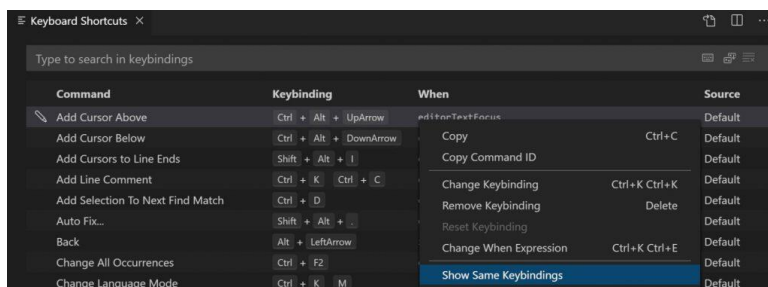 Keyboard Shortcuts
Type to search in keybindings
Command Keybinding When Source
Add Cursor Above Ctrl + Alt + UpArrow editorTextFocus Default
Add Cursor Below Ctrl + Alt + DownArrow Copy Ctrl+C Default
Add Cursors to Line Ends Shift + Alt + I Copy Command ID Default
Add Line Comment Ctrl + K Ctrl + C Change Keybinding Ctrl+K Ctrl+K Default
Add Selection To Next Find Match Ctrl + D Remove Keybinding Delete Default
Auto Fix... Shift + Alt + . Reset Keybinding Default
Back Alt + LeftArrow Change When Expression Ctrl+K Ctrl+E Default
Change All Occurrences Ctrl + F2 Show Same Keybindings Default
Change Language Mode Ctrl + K M Default